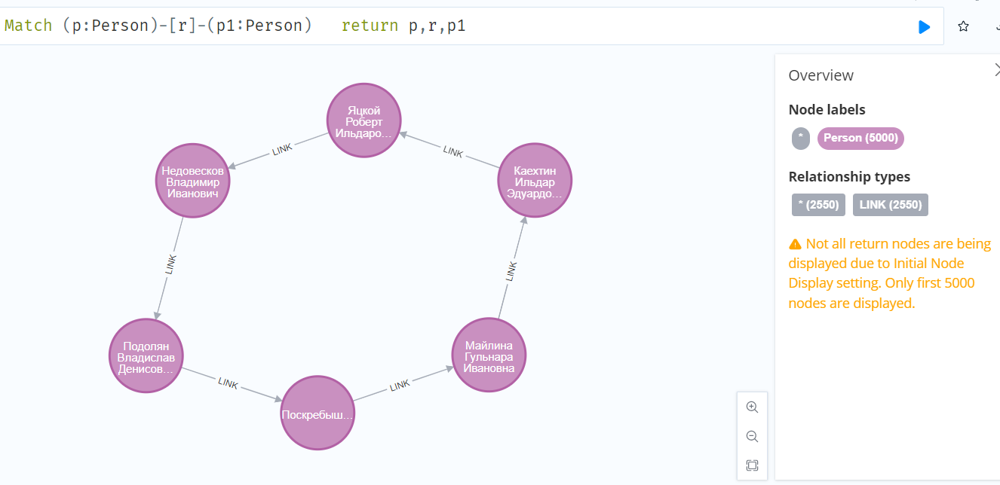 Match (p:Person)-[r]-(p1:Person) return p,r,p1
Яцкой
Роберт
Ильдаро...
LINK
LINK
Недовесков
Владимир
Иванович
Каехтин
Ильдар
Эдуардо...
LINK
LINK
Подолян
Владислав
Денисов...
Майлина
Гульнара
Ивановна
LINK
LINK
Поскребыш...
Overview
Node labels
* Person (5000)
Relationship types
* (2550) LINK (2550)
Not all return nodes are being
displayed due to Initial Node
Display setting. Only first 5000
nodes are displayed.